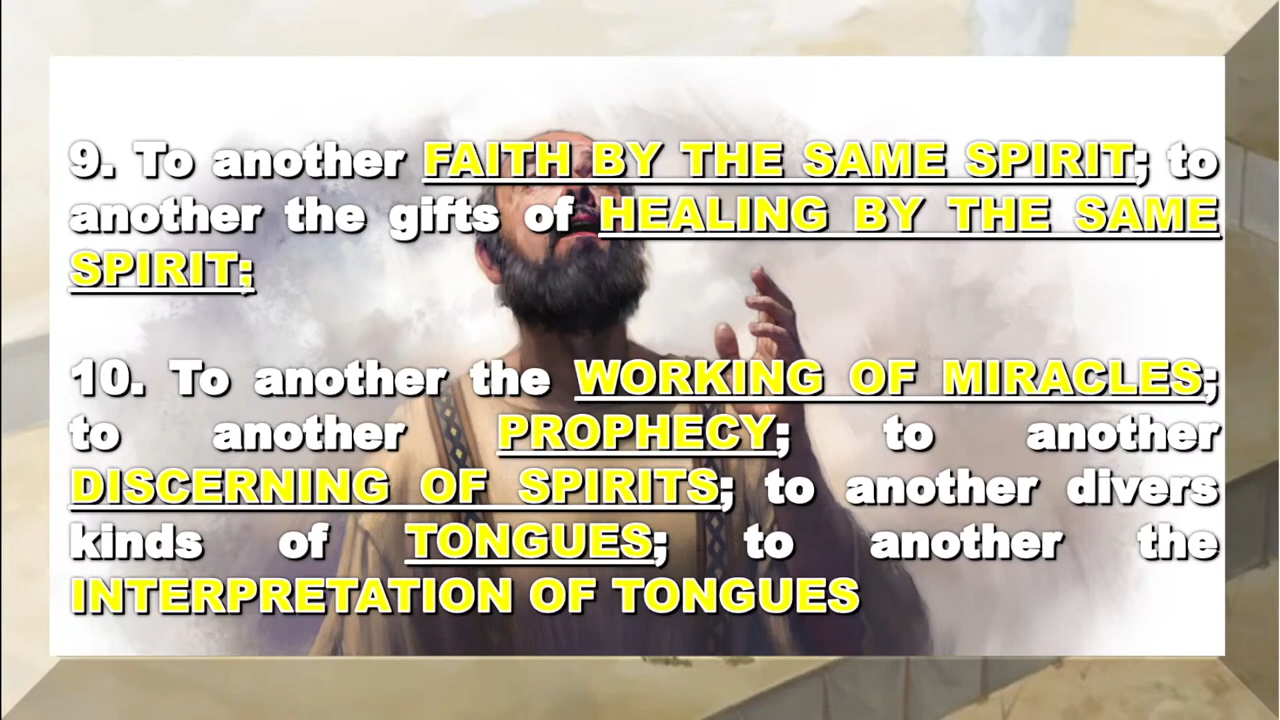 9. To another FAITH BY THE SAME SPIRIT; to
another the gifts of HEALING BY THE SAME
SPIRIT;
10. To another the WORKING OF MIRACLES;
to another PROPHECY; to another
DISCERNING OF SPIRITS; to another divers
kinds of TONGUES; to another the
INTERPRETATION OF TONGUES